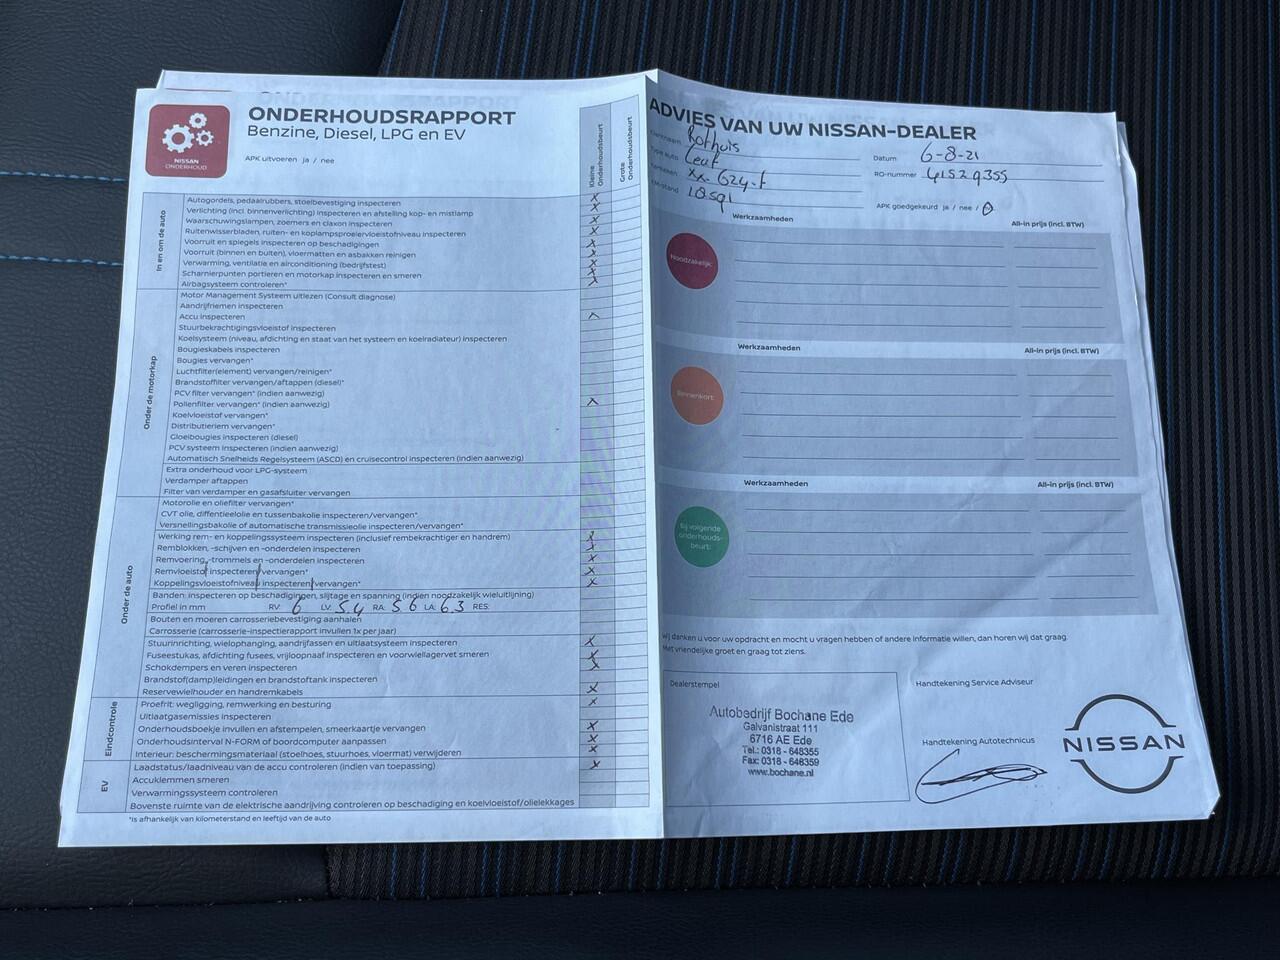 NISSAN
ONDERHOUD
ONDERHOUDSRAPPORT
Benzine, Diesel, LPG en EV
APK uitvoeren ja / nee
Kleine Onderhoudsbeurt
Grote Onderhoudsbeurt
In en om de auto
Autogordels, pedaalrubbers, stoelbevestiging inspecteren X
Verlichting (incl. binnenverlichting) inspecteren en afstelling kop- en mistlamp X
Waarschuwingslampen, zoemers en claxon inspecteren X
Ruitenwisserbladen, ruiten- en koplampsproeiervloeistofniveau inspecteren X
Voorruit en spiegels inspecteren op beschadigingen X
Voorruit (binnen en buiten), vloermatten en asbakken reinigen X
Verwarming, ventilatie en airconditioning (bedrijfstest) X
Scharnierpunten portieren en motorkap inspecteren en smeren X
Airbagsysteem controleren* X
Onder de motorkap
Motor Management Systeem uitlezen (Consult diagnose)
Aandrijfriemen inspecteren
Accu inspecteren
Stuurbekrachtigingsvloeistof inspecteren
Koelsysteem (niveau, afdichting en staat van het systeem en koelradiateur) inspecteren
Bougieskabels inspecteren
Bougies vervangen*
Luchtfilter(element) vervangen/reinigen*
Brandstoffilter vervangen/aftappen (diesel)*
PCV filter vervangen* (indien aanwezig)
Pollenfilter vervangen* (indien aanwezig)
Koelvloeistof vervangen*
Distributieriem vervangen*
Gloeibougies inspecteren (diesel)
PCV systeem inspecteren (indien aanwezig)
Automatisch Snelheids Regelsysteem (ASCD) en cruisecontrol inspecteren (indien aanwezig)
Extra onderhoud voor LPG-systeem
Verdamper aftappen
Filter van verdamper en gasafsluiter vervangen
Onder de auto
Motorolie en oliefilter vervangen*
CVT olie, diffentieelolie en tussenbakolie inspecteren/vervangen*
Versnellingsbakolie of automatische transmissieolie inspecteren/vervangen*
Werking rem- en koppelingssysteem inspecteren (inclusief rembekrachtiger en handrem) X
Remblokken, -schijven en -onderdelen inspecteren X
Remvoering, -trommels en -onderdelen inspecteren X
Remvloeistof inspecteren/vervangen* X
Koppelingsvloeistofniveau inspecteren/vervangen* X
Banden: inspecteren op beschadigingen, slijtage en spanning (indien noodzakelijk wieluitlijning)
Profiel in mm RV: 6 LV: 5.4 RA: 5.6 LA: 6.3 RES:
Bouten en moeren carrosseriebevestiging aanhalen
Carrosserie (carrosserie-inspectierapport invullen 1x per jaar)
Stuurinrichting, wielophanging, aandrijfassen en uitlaatsysteem inspecteren X
Fuseestukas, afdichting fusees, vrijloopnaaf inspecteren en voorwiellagervet smeren X
Schokdempers en veren inspecteren X
Brandstof(damp)leidingen en brandstoftank inspecteren
Reservewielhouder en handremkabels X
Eindcontrole
Proefrit: wegligging, remwerking en besturing X
Uitlaatgasemissies inspecteren
Onderhoudsboekje invullen en afstempelen, smeerkaartje vervangen X
Onderhoudsinterval N-FORM of boordcomputer aanpassen X
Interieur: beschermingsmateriaal (stoelhoes, stuurhoes, vloermat) verwijderen X
EV
Laadstatus/laadniveau van de accu controleren (indien van toepassing) X
Accuklemmen smeren
Verwarmingssysteem controleren
Bovenste ruimte van de elektrische aandrijving controleren op beschadiging en koelvloeistof/olielekkages
*Is afhankelijk van kilometerstand en leeftijd van de auto
ADVIES VAN UW NISSAN-DEALER
Klantnaam Bothuis
Type auto Leaf
Kenteken XX-624-F
KM-stand 18591
Datum 6-8-21
RO-nummer 41529355
APK goedgekeurd ja / nee /
Werkzaamheden All-in prijs (incl. BTW)
Noodzakelijk:
Werkzaamheden All-in prijs (incl. BTW)
Binnenkort:
Werkzaamheden All-in prijs (incl. BTW)
Bij volgende onderhouds-beurt:
Wij danken u voor uw opdracht en mocht u vragen hebben of andere informatie willen, dan horen wij dat graag.
Met vriendelijke groet en graag tot ziens.
Dealerstempel
Autobedrijf Bochane Ede
Galvanistraat 111
6716 AE Ede
Tel.: 0318 - 648355
Fax: 0318 - 648359
www.bochane.nl
Handtekening Service Adviseur
Handtekening Autotechnicus
NISSAN